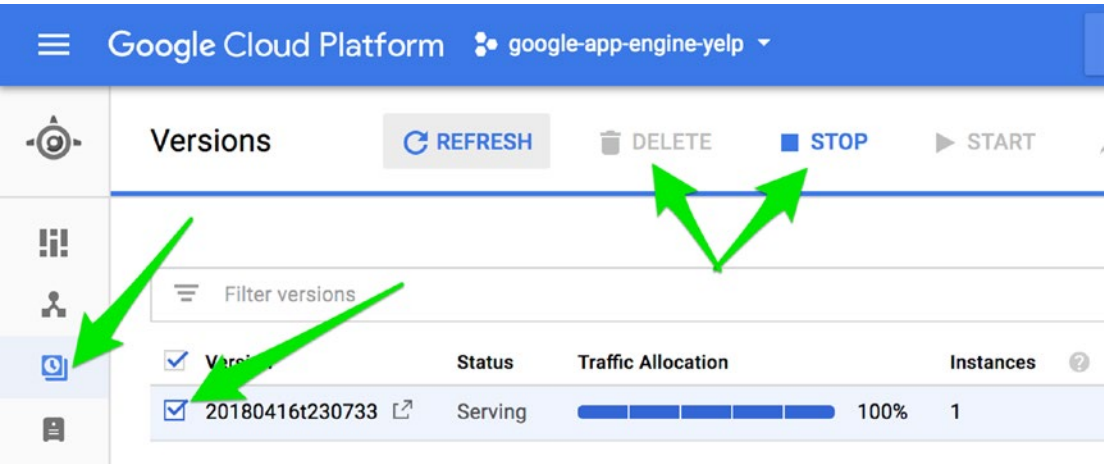 Google Cloud Platform google-app-engine-yelp
Versions REFRESH DELETE STOP START
Filter versions
Version Status Traffic Allocation Instances
20180416t230733 Serving 100% 1